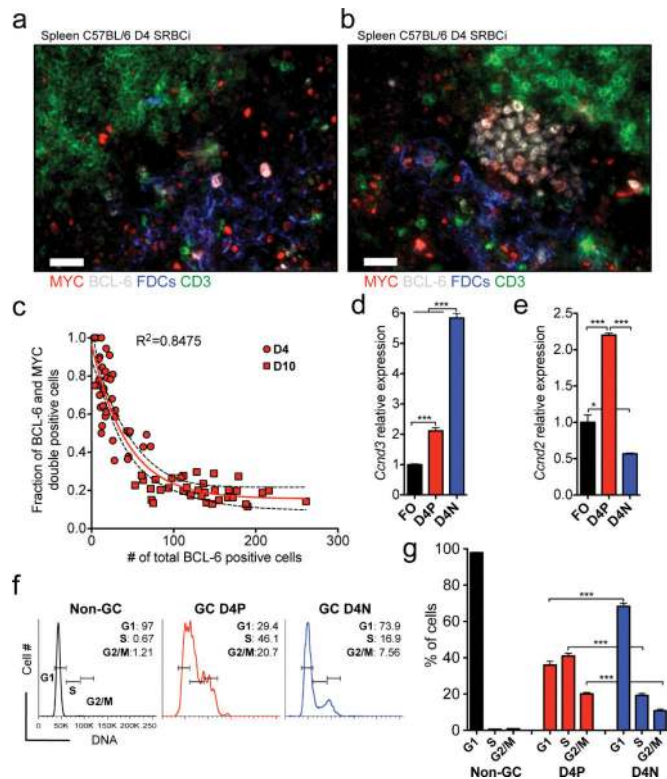 a
Spleen C57BL/6 D4 SRBCi
MYC BCL-6 FDCs CD3
b
Spleen C57BL/6 D4 SRBCi
MYC BCL-6 FDCs CD3
c
Fraction of BCL-6 and MYC
double positive cells
1.0
0.8
0.6
0.4
0.2
0.0
R²=0.8475
D4
D10
0 100 200 300
# of total BCL-6 positive cells
d
Ccnd3 relative expression
6
5
4
3
2
1
0
***
***
FO D4P D4N
e
Ccnd2 relative expression
2.5
2.0
1.5
1.0
0.5
0.0
*** ***
*
FO D4P D4N
f
Cell #
Non-GC
G1: 97
S: 0.67
G2/M:1.21
G1
S
G2/M
0 50K 100K 150K 200K 250K
DNA
GC D4P
G1: 29.4
S: 46.1
G2/M:20.7
GC D4N
G1: 73.9
S: 16.9
G2/M: 7.56
g
% of cells
100
80
60
40
20
0
***
***
***
G1 S G2/M G1 S G2/M G1 S G2/M
Non-GC D4P D4N